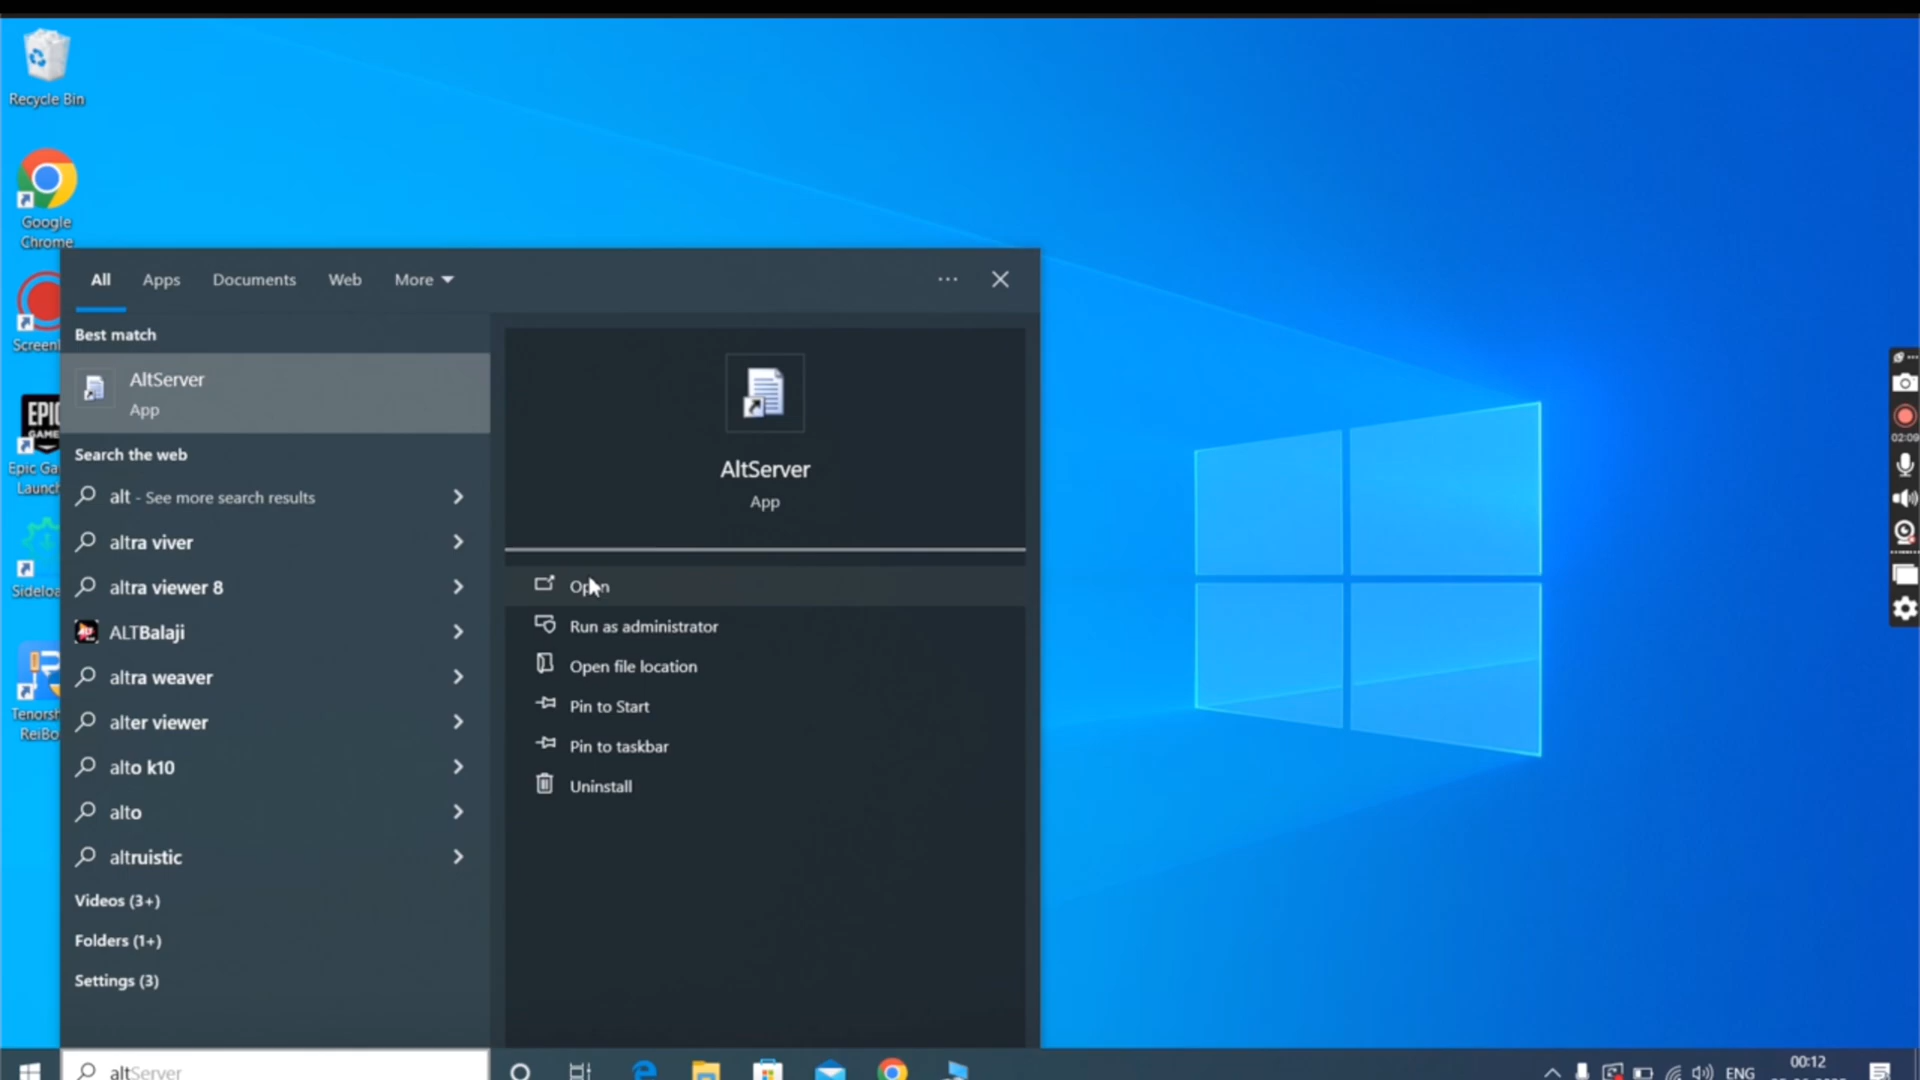 Recycle Bin
Google
Chrome
Screen
EPIC
GAME
Epic Ga
Launch
Sideloa
Tenorsh
ReiBo
All
Apps
Documents
Web
More
Best match
AltServer
App
Search the web
alt - See more search results
altra viver
altra viewer 8
ALTBalaji
altra weaver
alter viewer
alto k10
alto
altruistic
Videos (3+)
Folders (1+)
Settings (3)
AltServer
App
Open
Run as administrator
Open file location
Pin to Start
Pin to taskbar
Uninstall
02:09
altServer
ENG
00:12